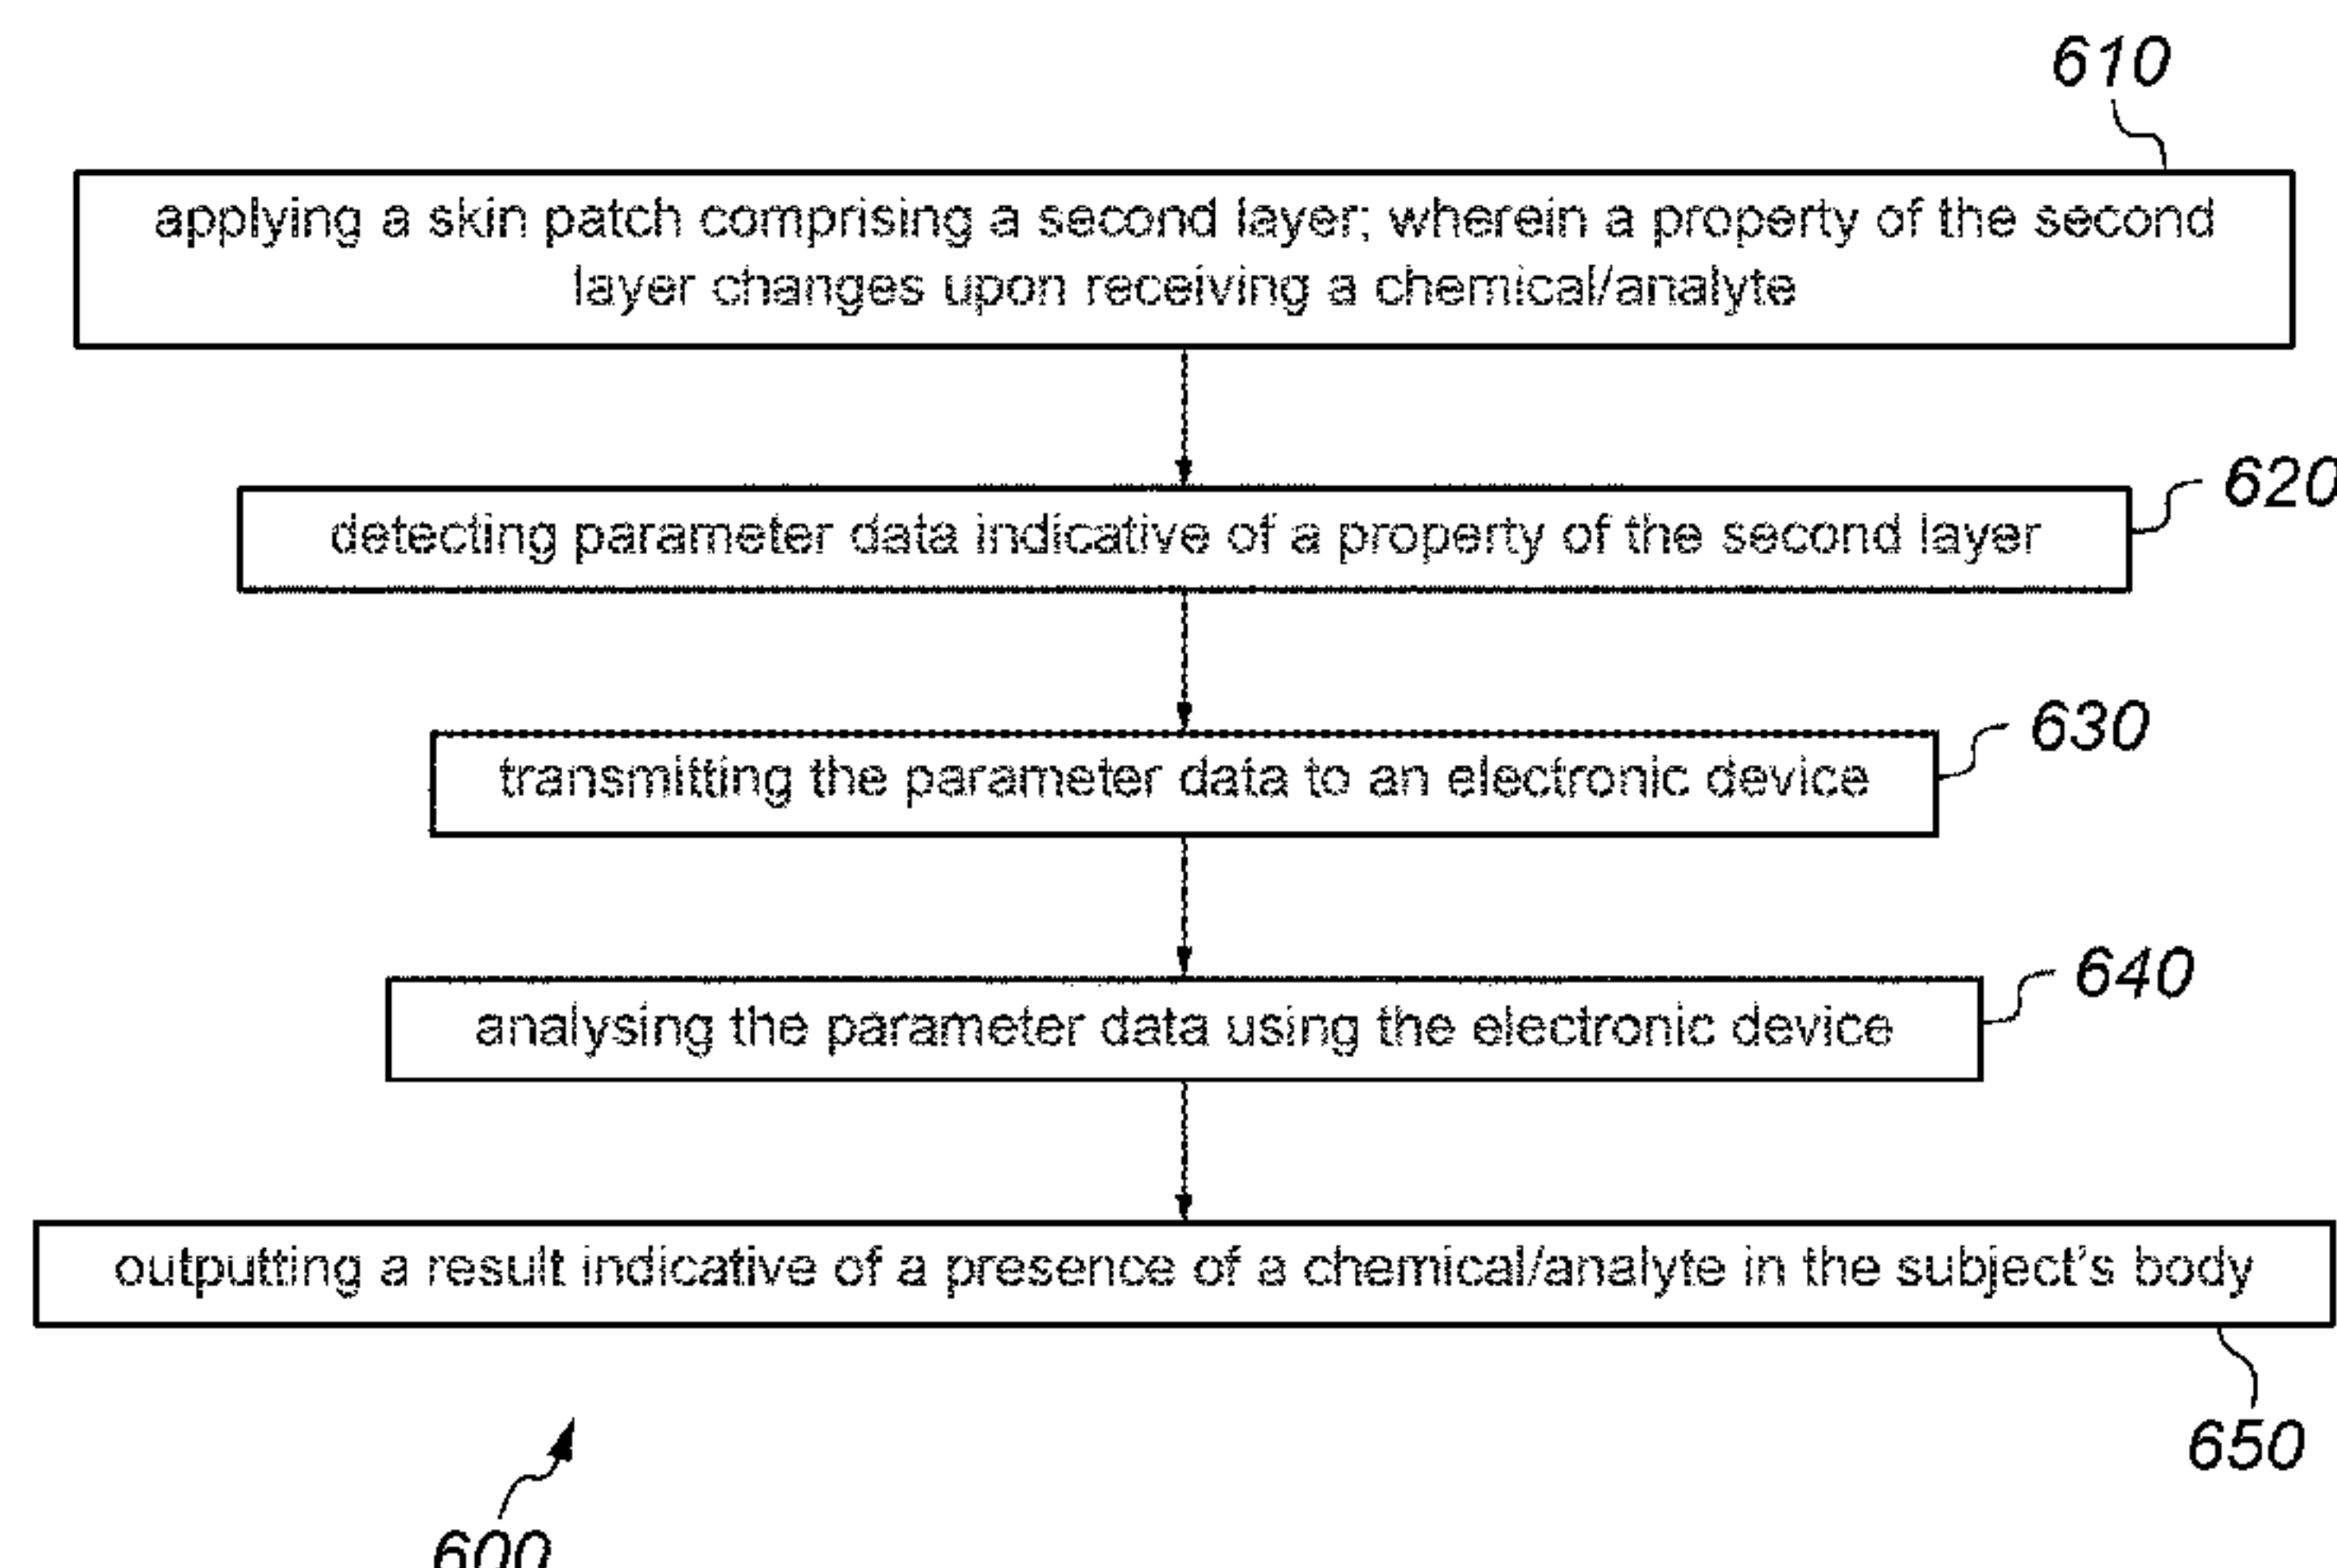 610
applying a skin patch comprising a second layer; wherein a property of the second
layer changes upon receiving a chemical/analyte
620
detecting parameter data indicative of a property of the second layer
630
transmitting the parameter data to an electronic device
640
analysing the parameter data using the electronic device
outputting a result indicative of a presence of a chemical/analyte in the subject's body
650
600